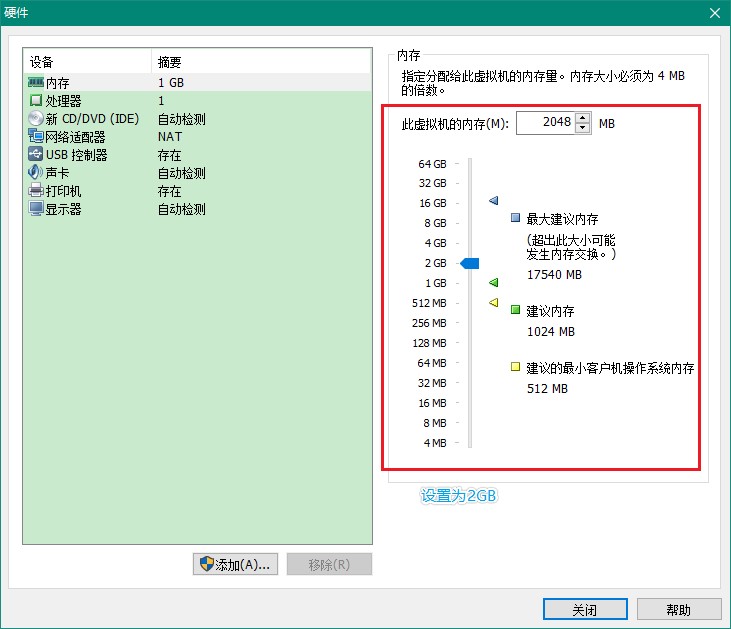 硬件
设备 摘要
内存 1 GB
处理器 1
新 CD/DVD (IDE) 自动检测
网络适配器 NAT
USB 控制器 存在
声卡 自动检测
打印机 存在
显示器 自动检测
添加(A)...
移除(R)
内存
指定分配给此虚拟机的内存量。内存大小必须为 4 MB
的倍数。
此虚拟机的内存(M): 2048 MB
64 GB
32 GB
16 GB
8 GB
4 GB
2 GB
1 GB
512 MB
256 MB
128 MB
64 MB
32 MB
16 MB
8 MB
4 MB
最大建议内存
(超出此大小可能
发生内存交换。)
17540 MB
建议内存
1024 MB
建议的最小客户机操作系统内存
512 MB
设置为2GB
关闭
帮助